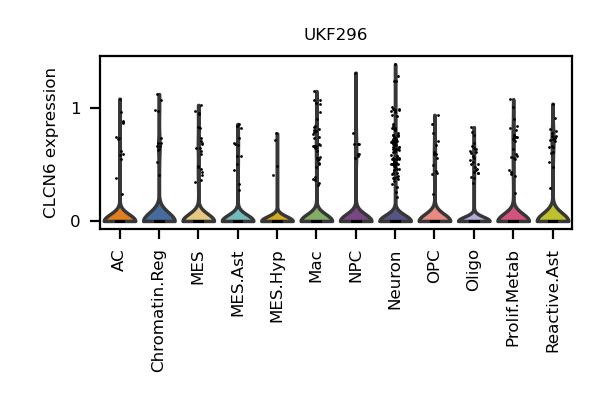 UKF296
CLCN6 expression
1
0
AC
Chromatin.Reg
MES
MES.Ast
MES.Hyp
Mac
NPC
Neuron
OPC
Oligo
Prolif.Metab
Reactive.Ast